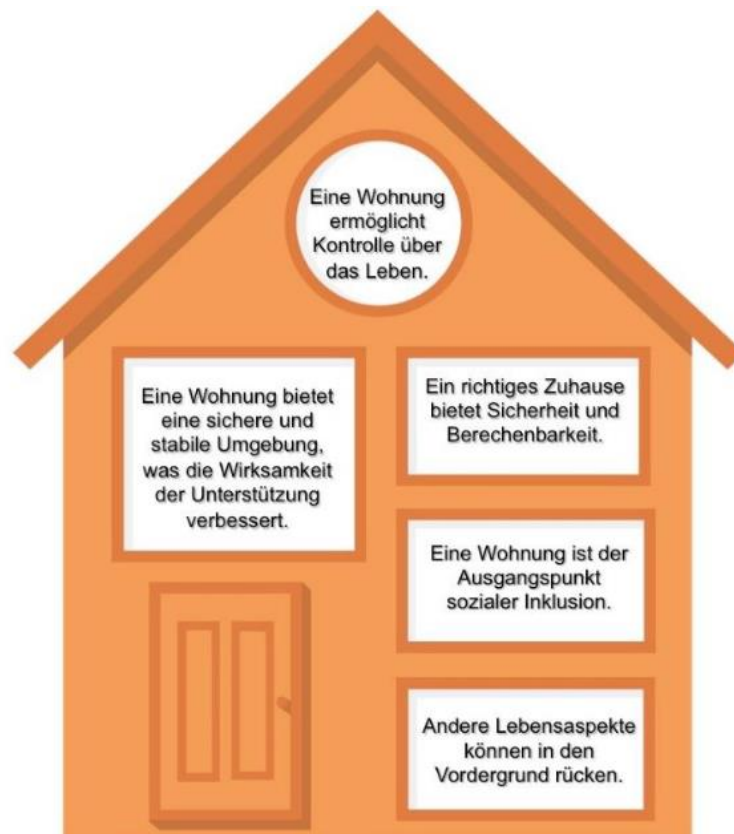 Eine Wohnung
ermöglicht
Kontrolle über
das Leben.
Eine Wohnung bietet
eine sichere und
stabile Umgebung,
was die Wirksamkeit
der Unterstützung
verbessert.
Ein richtiges Zuhause
bietet Sicherheit und
Berechenbarkeit.
Eine Wohnung ist der
Ausgangspunkt
sozialer Inklusion.
Andere Lebensaspekte
können in den
Vordergrund rücken.